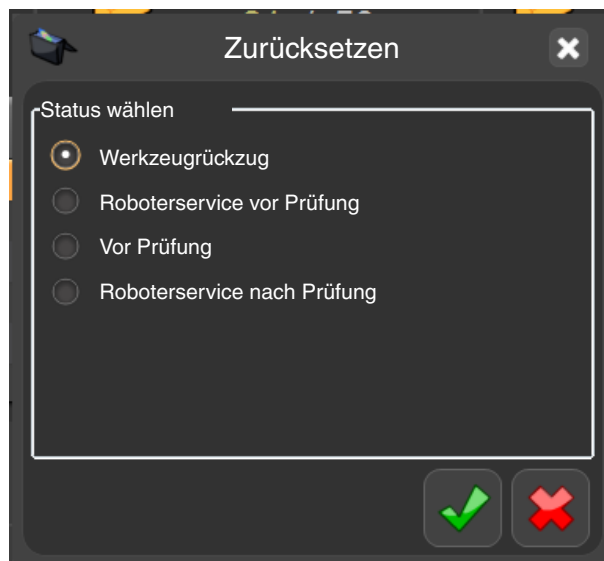 Zurücksetzen
Status wählen
Werkzeugrückzug
Roboterservice vor Prüfung
Vor Prüfung
Roboterservice nach Prüfung